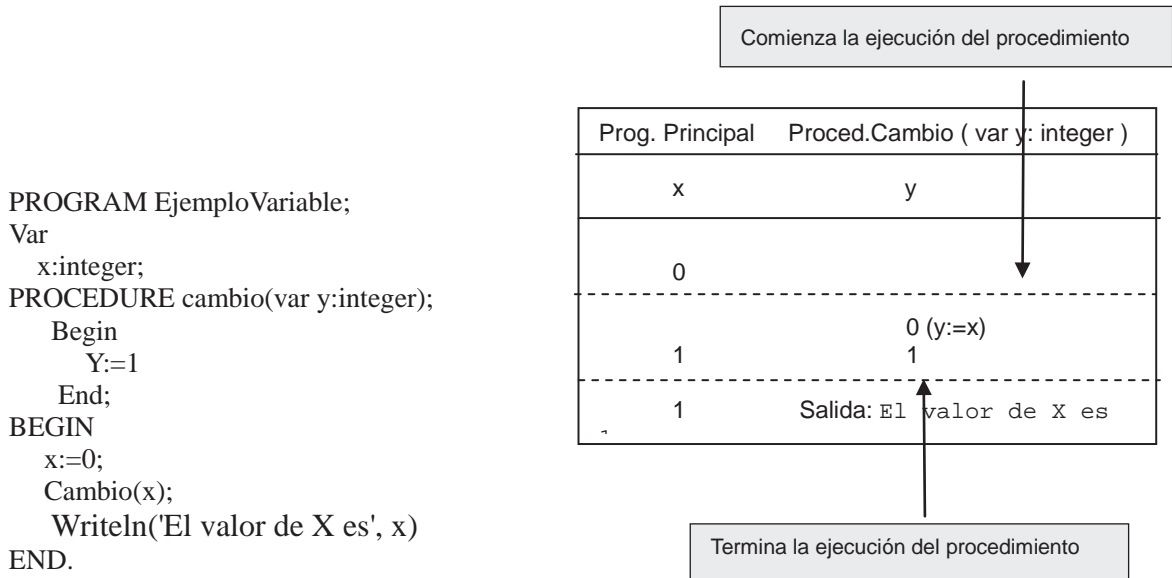 Comienza la ejecución del procedimiento
Prog. Principal Proced.Cambio ( var y: integer )
x y
0
0 (y:=x)
1 1
1 Salida: El valor de X es
PROGRAM EjemploVariable;
Var
x:integer;
PROCEDURE cambio(var y:integer);
Begin
Y:=1
End;
BEGIN
x:=0;
Cambio(x);
Writeln('El valor de X es', x)
END.
Termina la ejecución del procedimiento